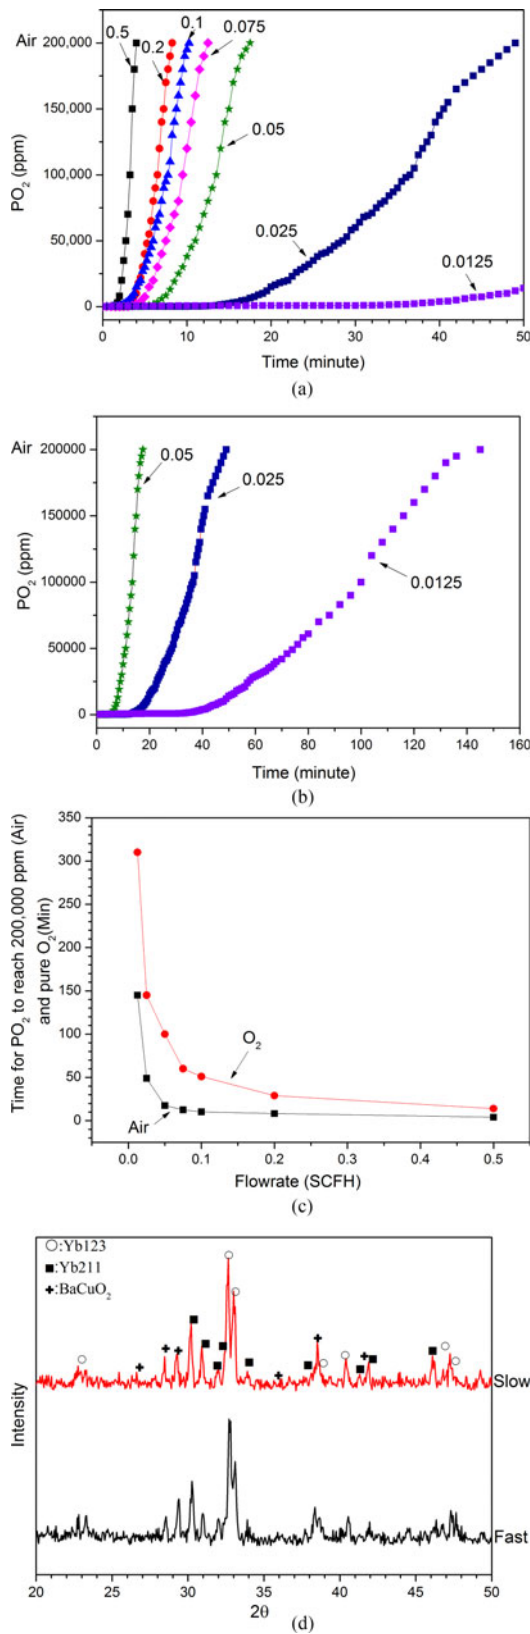 Air
200,000
150,000
100,000
50,000
0
PO2 (ppm)
0.5
0.2
0.1
0.075
0.05
0.025
0.0125
0 10 20 30 40 50
Time (minute)
(a)
Air
200000
150000
100000
50000
0
PO2 (ppm)
0.05
0.025
0.0125
0 20 40 60 80 100 120 140 160
Time (minute)
(b)
Time for PO2 to reach 200,000 ppm (Air)
and pure O2(Min)
350
300
250
200
150
100
50
0
O2
Air
0.0 0.1 0.2 0.3 0.4 0.5
Flowrate (SCFH)
(c)
○:Yb123
■:Yb211
+:BaCuO2
Intensity
Slow
Fast
20 25 30 35 40 45 50
2θ
(d)